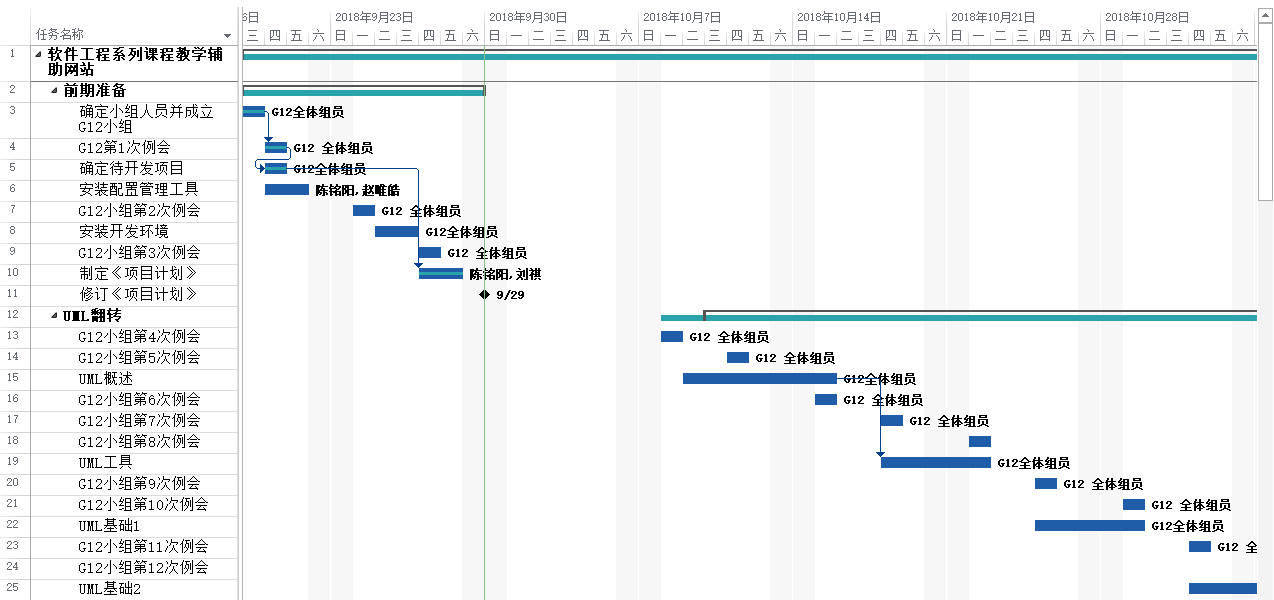 6日 2018年9月23日 2018年9月30日 2018年10月7日 2018年10月14日 2018年10月21日 2018年10月28日
任务名称 三 四 五 六 日 一 二 三 四 五 六 日 一 二 三 四 五 六 日 一 二 三 四 五 六 日 一 二 三 四 五 六 日 一 二 三 四 五 六 日 一 二 三 四 五 六
1 软件工程系列课程教学辅
助网站
2 前期准备
3 确定小组人员并成立 G12全体组员
G12小组
4 G12第1次例会 G12 全体组员
5 确定待开发项目 G12全体组员
6 安装配置管理工具 陈铭阳,赵唯皓
7 G12小组第2次例会 G12 全体组员
8 安装开发环境 G12全体组员
9 G12小组第3次例会 G12 全体组员
10 制定《项目计划》 陈铭阳,刘祺
11 修订《项目计划》 9/29
12 UML翻转
13 G12小组第4次例会 G12 全体组员
14 G12小组第5次例会 G12 全体组员
15 UML概述 G12全体组员
16 G12小组第6次例会 G12 全体组员
17 G12小组第7次例会 G12 全体组员
18 G12小组第8次例会
19 UML工具 G12全体组员
20 G12小组第9次例会 G12 全体组员
21 G12小组第10次例会 G12 全体组员
22 UML基础1 G12全体组员
23 G12小组第11次例会 G12 全
24 G12小组第12次例会
25 UML基础2